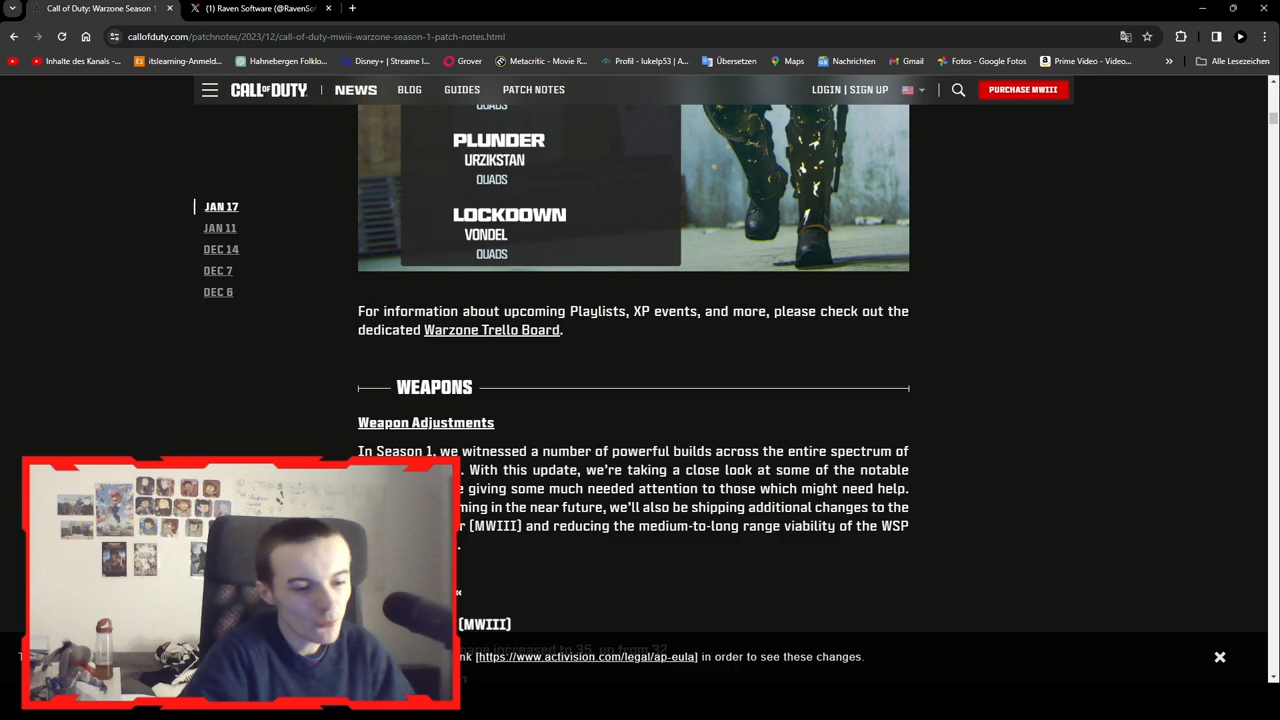 Call of Duty: Warzone Season 1
(1) Raven Software (@RavenSof
callofduty.com/patchnotes/2023/12/call-of-duty-mwiii-warzone-season-1-patch-notes.html
Inhalte des Kanals -...
itslearning-Anmeld...
Hahnebergen Folklo...
Disney+ | Streame I...
Grover
Metacritic - Movie R...
Profil - lukelp53 | A...
Übersetzen
Maps
Nachrichten
Gmail
Fotos - Google Fotos
Prime Video - Video...
»
Alle Lesezeichen
CALL OF DUTY
NEWS
BLOG
GUIDES
PATCH NOTES
LOGIN | SIGN UP
PURCHASE MWIII
QUADS
PLUNDER
URZIKSTAN
QUADS
LOCKDOWN
VONDEL
QUADS
JAN 17
JAN 11
DEC 14
DEC 7
DEC 6
For information about upcoming Playlists, XP events, and more, please check out the
dedicated Warzone Trello Board.
WEAPONS
Weapon Adjustments
In Season 1, we witnessed a number of powerful builds across the entire spectrum of
. With this update, we're taking a close look at some of the notable
e giving some much needed attention to those which might need help.
ming in the near future, we'll also be shipping additional changes to the
r (MWIII) and reducing the medium-to-long range viability of the WSP
.
«
(MWIII)
age increased to 35, up from 32
nk [https://www.activision.com/legal/ap-eula] in order to see these changes.